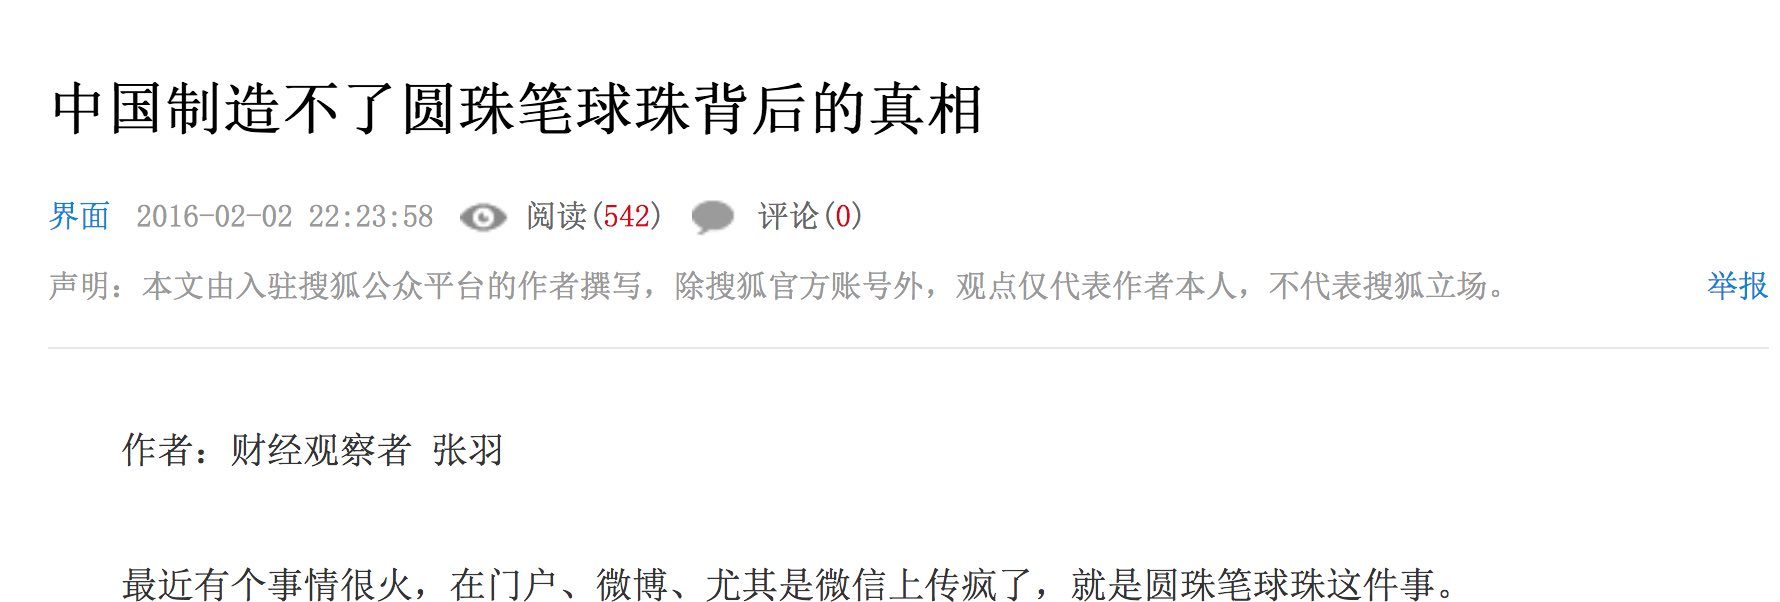 中国制造不了圆珠笔球珠背后的真相
界面 2016-02-02 22:23:58 阅读(542) 评论(0)
声明：本文由入驻搜狐公众平台的作者撰写，除搜狐官方账号外，观点仅代表作者本人，不代表搜狐立场。 举报
作者：财经观察者 张羽
最近有个事情很火，在门户、微博、尤其是微信上传疯了，就是圆珠笔球珠这件事。